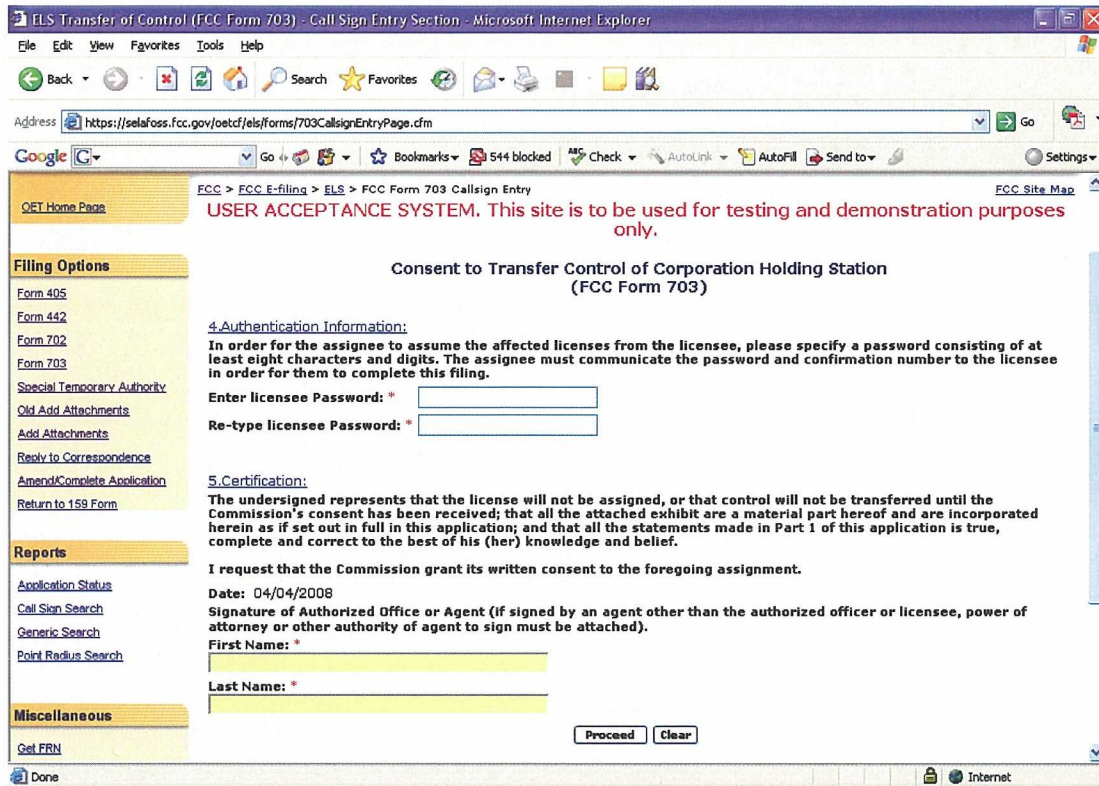 ELS Transfer of Control (FCC Form 703) - Call Sign Entry Section - Microsoft Internet Explorer
File Edit View Favorites Tools Help
Back Search Favorites
Address https://selafoss.fcc.gov/oetcf/els/forms/703CallsignEntryPage.cfm Go
Google G Go Bookmarks 544 blocked ABC Check AutoLink AutoFill Send to Settings
OET Home Page
Filing Options
Form 405
Form 442
Form 702
Form 703
Special Temporary Authority
Old Add Attachments
Add Attachments
Reply to Correspondence
Amend/Complete Application
Return to 159 Form
Reports
Application Status
Call Sign Search
Generic Search
Point Radius Search
Miscellaneous
Get FRN
FCC > FCC E-filing > ELS > FCC Form 703 Callsign Entry FCC Site Map
USER ACCEPTANCE SYSTEM. This site is to be used for testing and demonstration purposes
only.
Consent to Transfer Control of Corporation Holding Station
(FCC Form 703)
4.Authentication Information:
In order for the assignee to assume the affected licenses from the licensee, please specify a password consisting of at
least eight characters and digits. The assignee must communicate the password and confirmation number to the licensee
in order for them to complete this filing.
Enter licensee Password: *
Re-type licensee Password: *
5.Certification:
The undersigned represents that the license will not be assigned, or that control will not be transferred until the
Commission's consent has been received; that all the attached exhibit are a material part hereof and are incorporated
herein as if set out in full in this application; and that all the statements made in Part 1 of this application is true,
complete and correct to the best of his (her) knowledge and belief.
I request that the Commission grant its written consent to the foregoing assignment.
Date: 04/04/2008
Signature of Authorized Office or Agent (if signed by an agent other than the authorized officer or licensee, power of
attorney or other authority of agent to sign must be attached).
First Name: *
Last Name: *
Proceed Clear
Done Internet